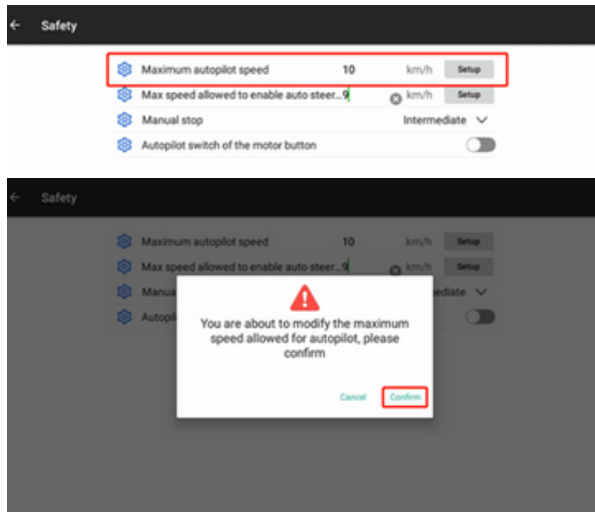 Safety
Maximum autopilot speed 10 km/h Setup
Max speed allowed to enable auto steer...9 km/h Setup
Manual stop Intermediate
Autopilot switch of the motor button
Safety
Maximum autopilot speed 10 km/h Setup
Max speed allowed to enable auto steer...9 km/h Setup
Manua ediate
Autopil
You are about to modify the maximum
speed allowed for autopilot, please
confirm
Cancel Confirm